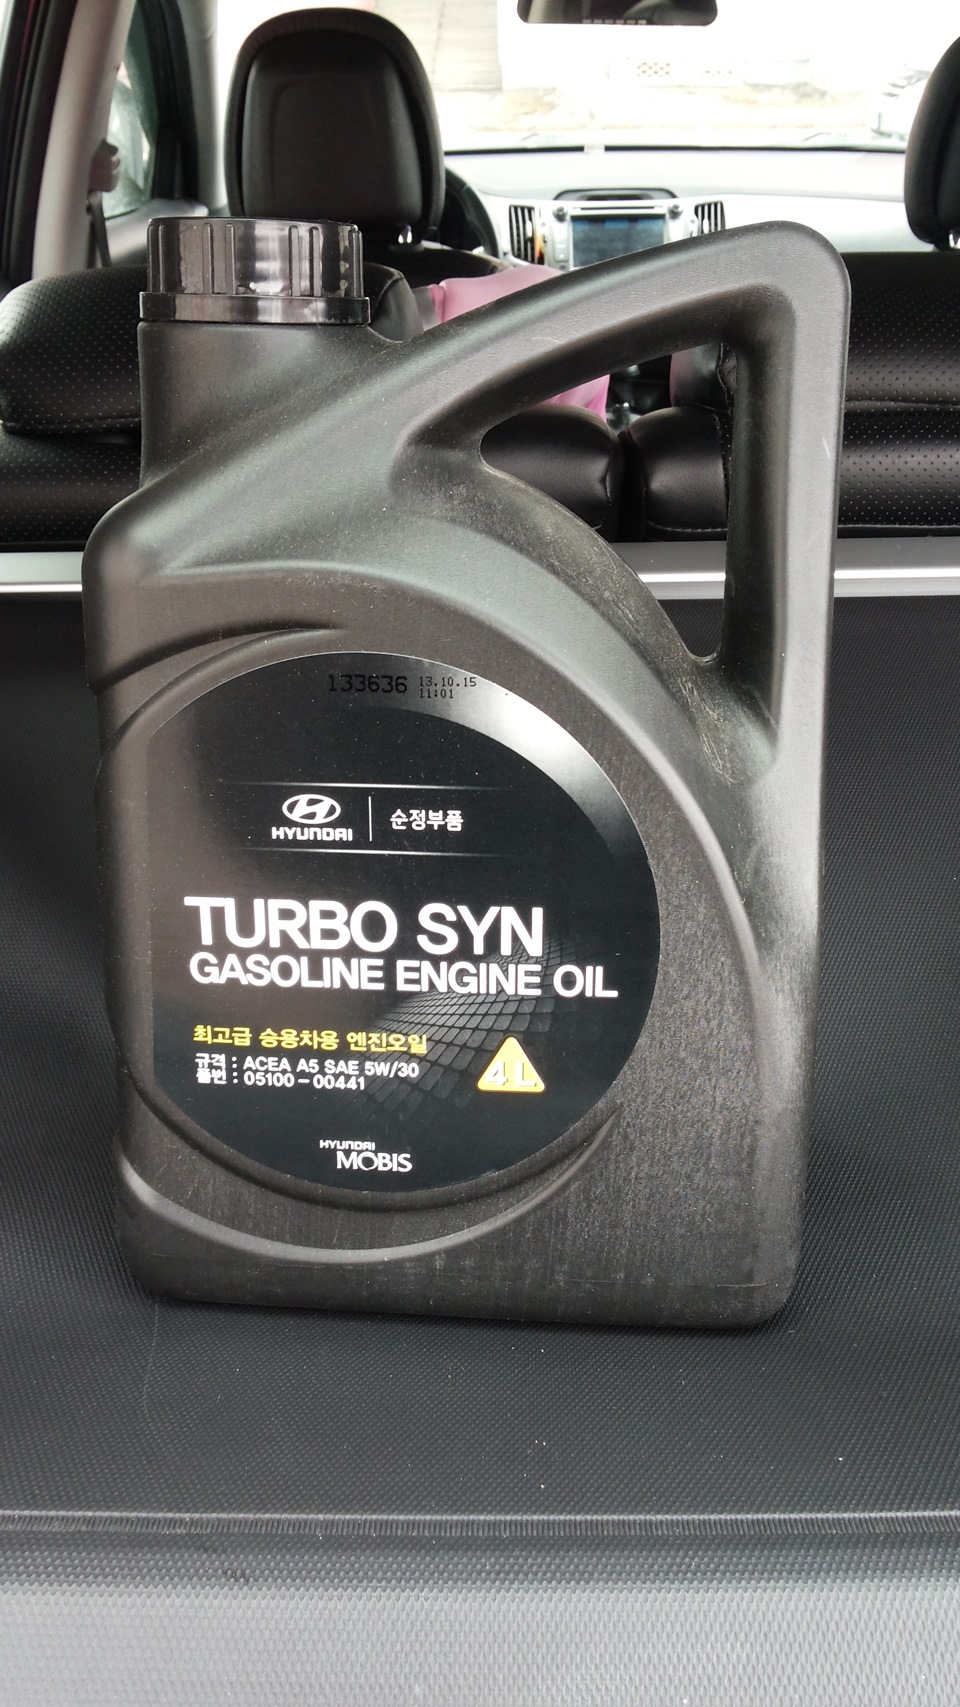 133636 13.10.15
11:01
HYUNDAI 순정부품
TURBO SYN
GASOLINE ENGINE OIL
최고급 승용차용 엔진오일
규격 : ACEA A5 SAE 5W/30
품번 : 05100-00441
4 L
HYUNDAI
MOBIS